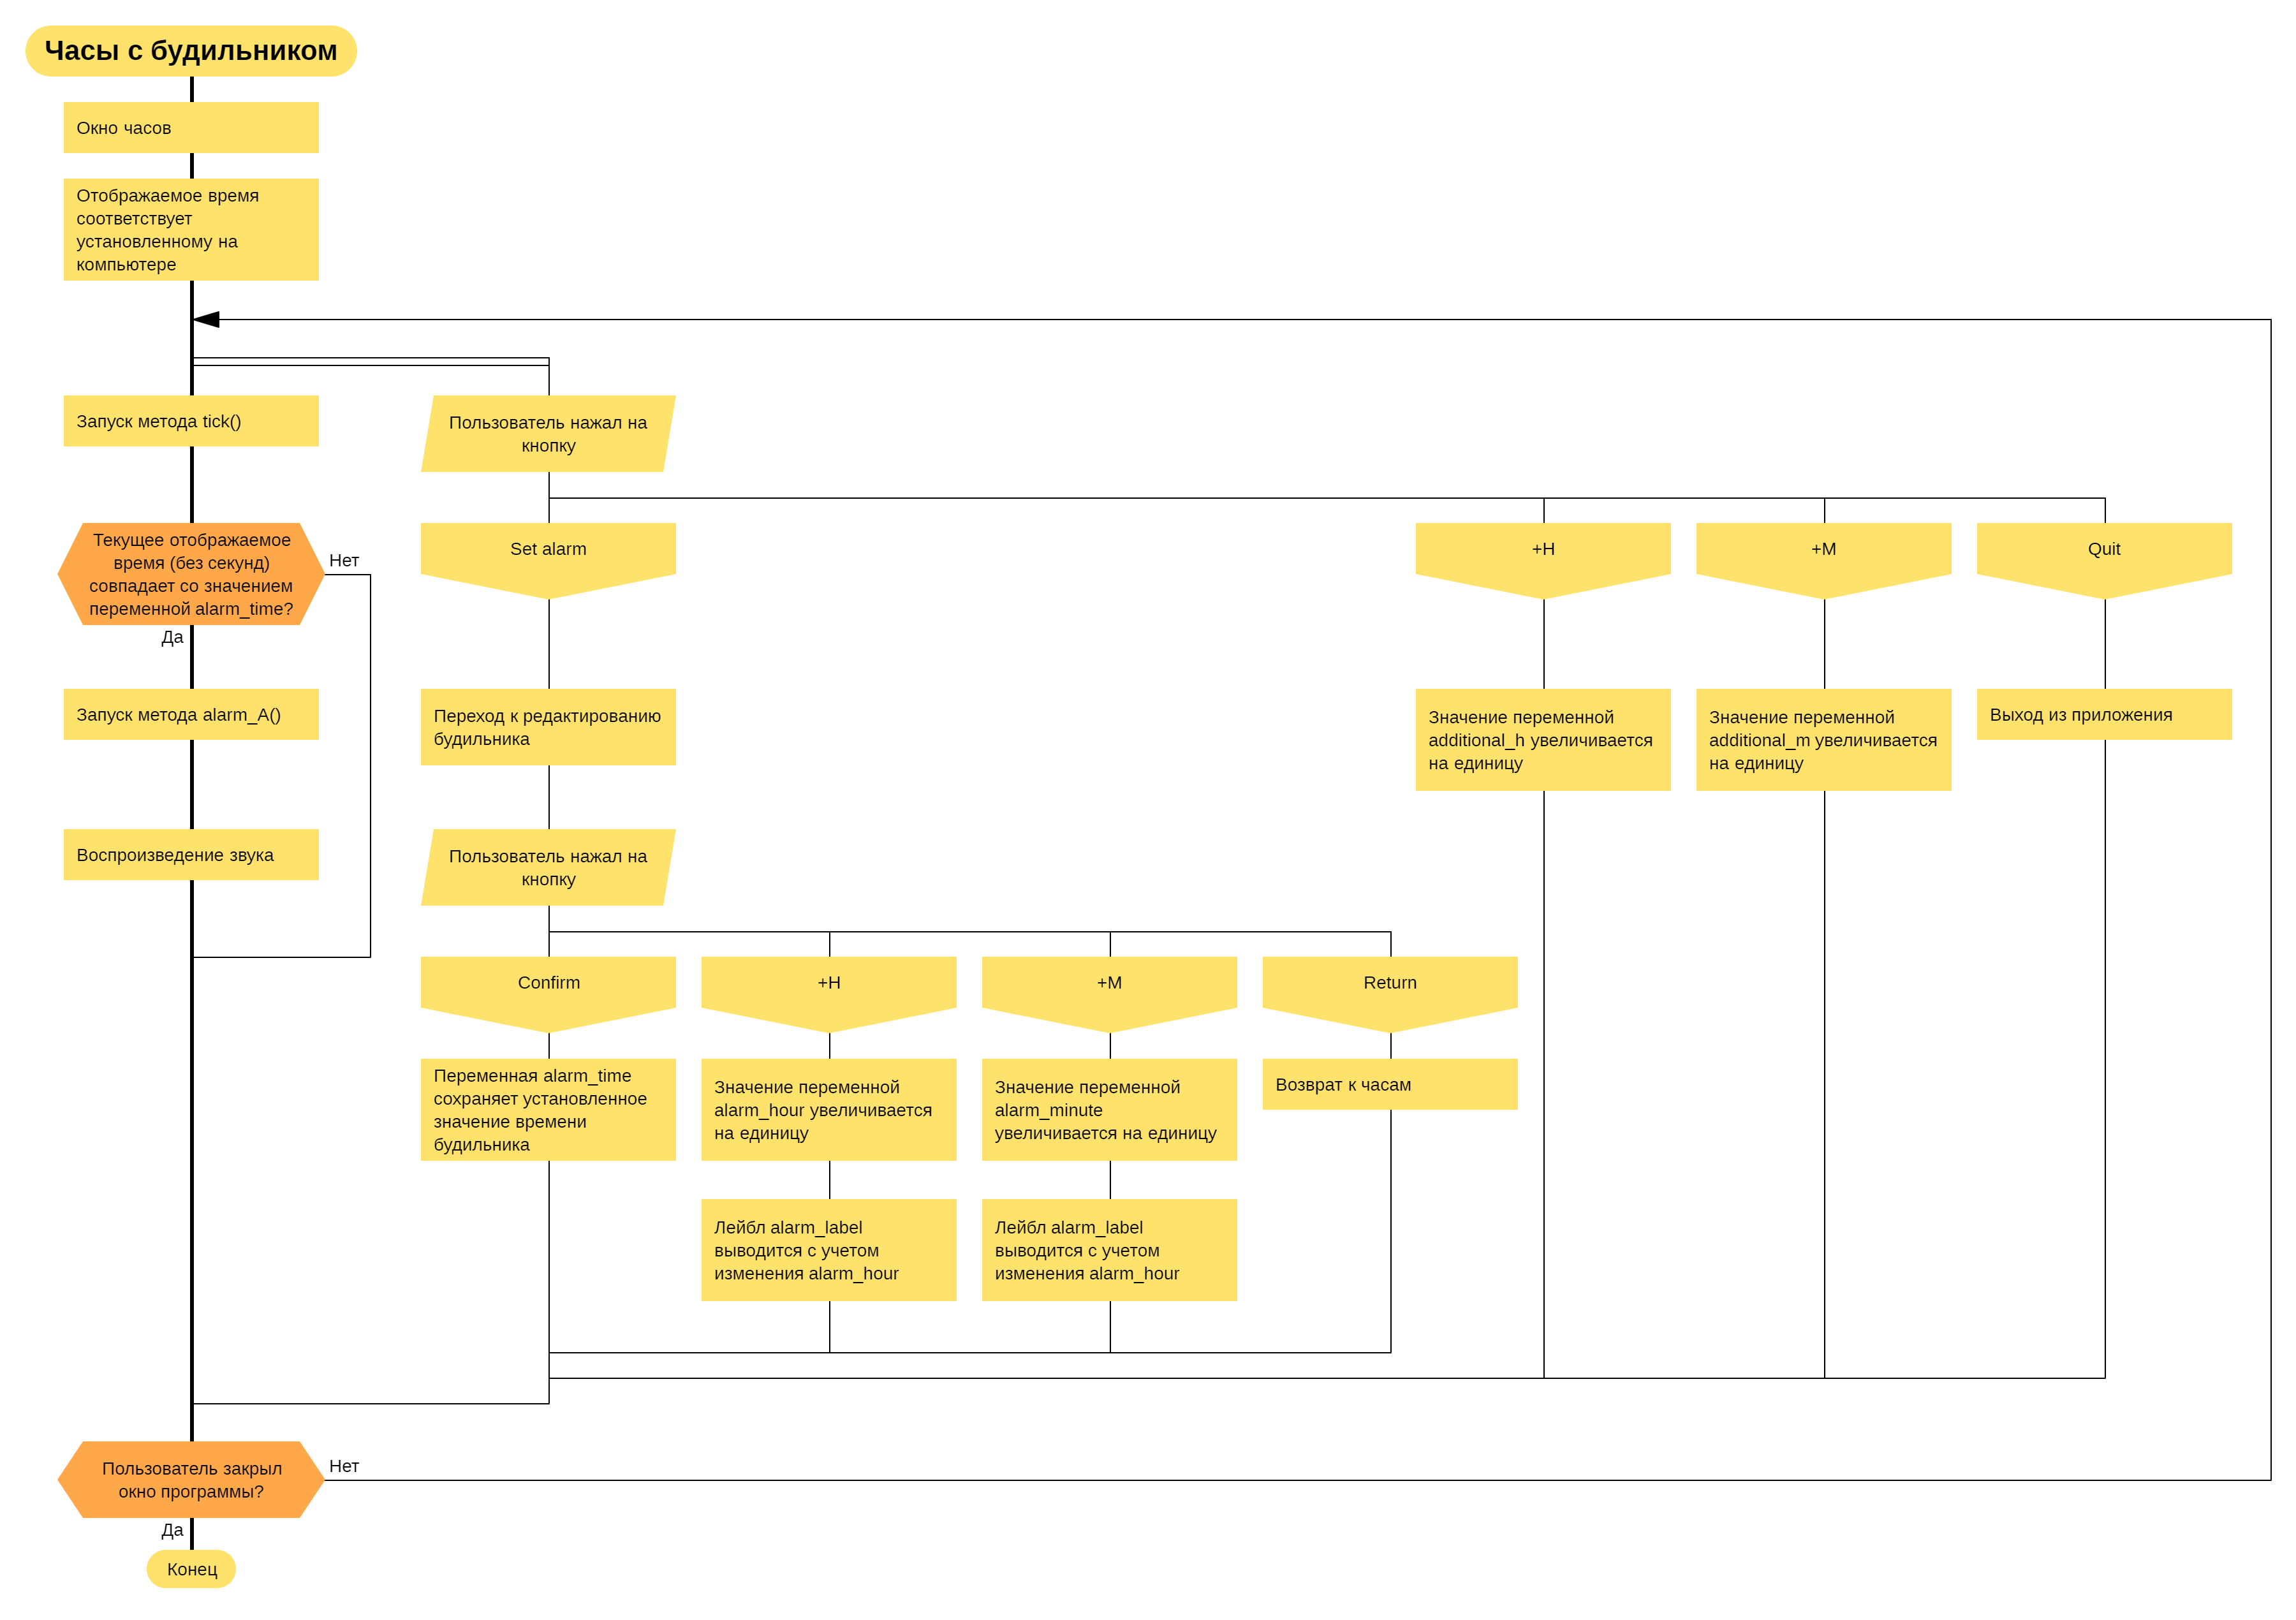 Часы с будильником
Окно часов
Отображаемое время
соответствует
установленному на
компьютере
Запуск метода tick()
Пользователь нажал на
кнопку
Текущее отображаемое
время (без секунд)
совпадает со значением
переменной alarm_time?
Нет
Да
Set alarm
+H
+M
Quit
Запуск метода alarm_A()
Переход к редактированию
будильника
Значение переменной
additional_h увеличивается
на единицу
Значение переменной
additional_m увеличивается
на единицу
Выход из приложения
Воспроизведение звука
Пользователь нажал на
кнопку
Confirm
+H
+M
Return
Переменная alarm_time
сохраняет установленное
значение времени
будильника
Значение переменной
alarm_hour увеличивается
на единицу
Значение переменной
alarm_minute
увеличивается на единицу
Возврат к часам
Лейбл alarm_label
выводится с учетом
изменения alarm_hour
Лейбл alarm_label
выводится с учетом
изменения alarm_hour
Пользователь закрыл
окно программы?
Нет
Да
Конец